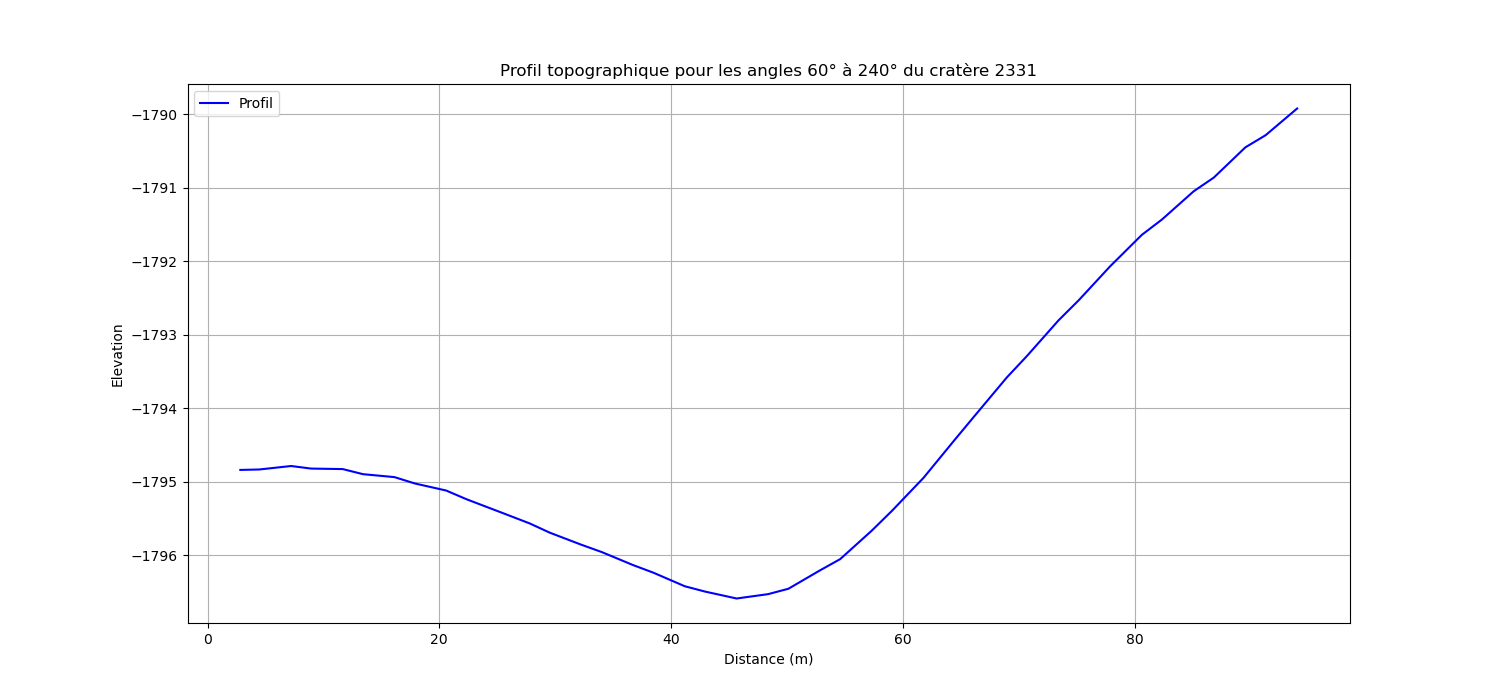 Profil topographique pour les angles 60° à 240° du cratère 2331
Profil
−1790
−1791
−1792
−1793
−1794
−1795
−1796
Elevation
0 20 40 60 80
Distance (m)